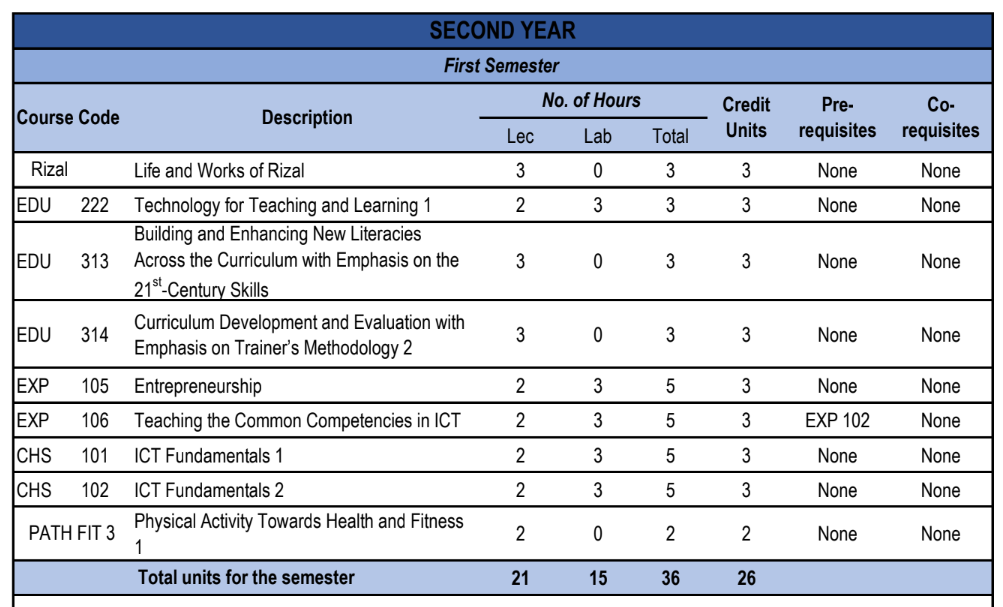 SECOND YEAR
First Semester
Course Code Description No. of Hours Credit Units Pre-requisites Co-requisites
Lec Lab Total
Rizal Life and Works of Rizal 3 0 3 3 None None
EDU 222 Technology for Teaching and Learning 1 2 3 3 3 None None
EDU 313 Building and Enhancing New Literacies
Across the Curriculum with Emphasis on the
21st-Century Skills 3 0 3 3 None None
EDU 314 Curriculum Development and Evaluation with
Emphasis on Trainer's Methodology 2 3 0 3 3 None None
EXP 105 Entrepreneurship 2 3 5 3 None None
EXP 106 Teaching the Common Competencies in ICT 2 3 5 3 EXP 102 None
CHS 101 ICT Fundamentals 1 2 3 5 3 None None
CHS 102 ICT Fundamentals 2 2 3 5 3 None None
PATH FIT 3 Physical Activity Towards Health and Fitness
1 2 0 2 2 None None
Total units for the semester 21 15 36 26